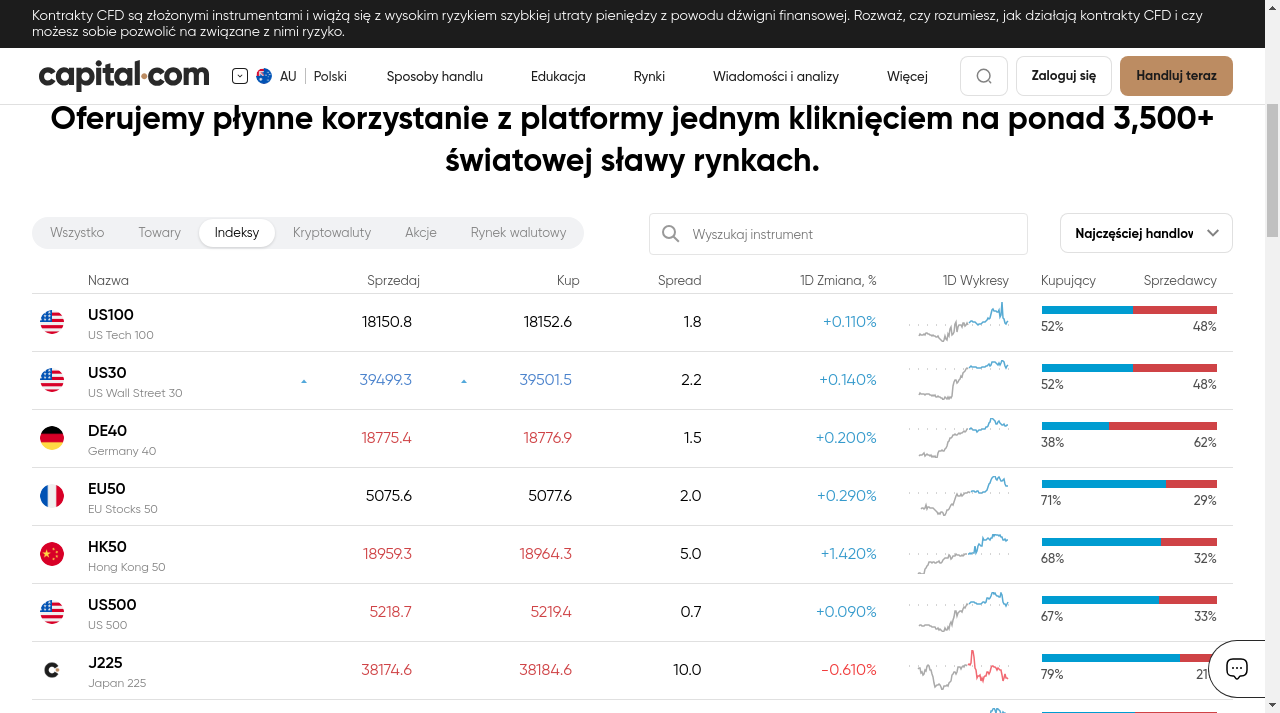 Kontrakty CFD są złożonymi instrumentami i wiążą się z wysokim ryzykiem szybkiej utraty pieniędzy z powodu dźwigni finansowej. Rozważ, czy rozumiesz, jak działają kontrakty CFD i czy
możesz sobie pozwolić na związane z nimi ryzyko.
capital.com AU Polski Sposoby handlu Edukacja Rynki Wiadomości i analizy Więcej Zaloguj się Handluj teraz
Oferujemy płynne korzystanie z platformy jednym kliknięciem na ponad 3,500+
światowej sławy rynkach.
Wszystko Towary Indeksy Kryptowaluty Akcje Rynek walutowy Wyszukaj instrument Najczęściej handlow
Nazwa Sprzedaj Kup Spread 1D Zmiana, % 1D Wykresy Kupujący Sprzedawcy
US100 18150.8 18152.6 1.8 +0.110% 52% 48%
US Tech 100
US30 39499.3 39501.5 2.2 +0.140% 52% 48%
US Wall Street 30
DE40 18775.4 18776.9 1.5 +0.200% 38% 62%
Germany 40
EU50 5075.6 5077.6 2.0 +0.290% 71% 29%
EU Stocks 50
HK50 18959.3 18964.3 5.0 +1.420% 68% 32%
Hong Kong 50
US500 5218.7 5219.4 0.7 +0.090% 67% 33%
US 500
J225 38174.6 38184.6 10.0 -0.610% 79% 21
Japan 225